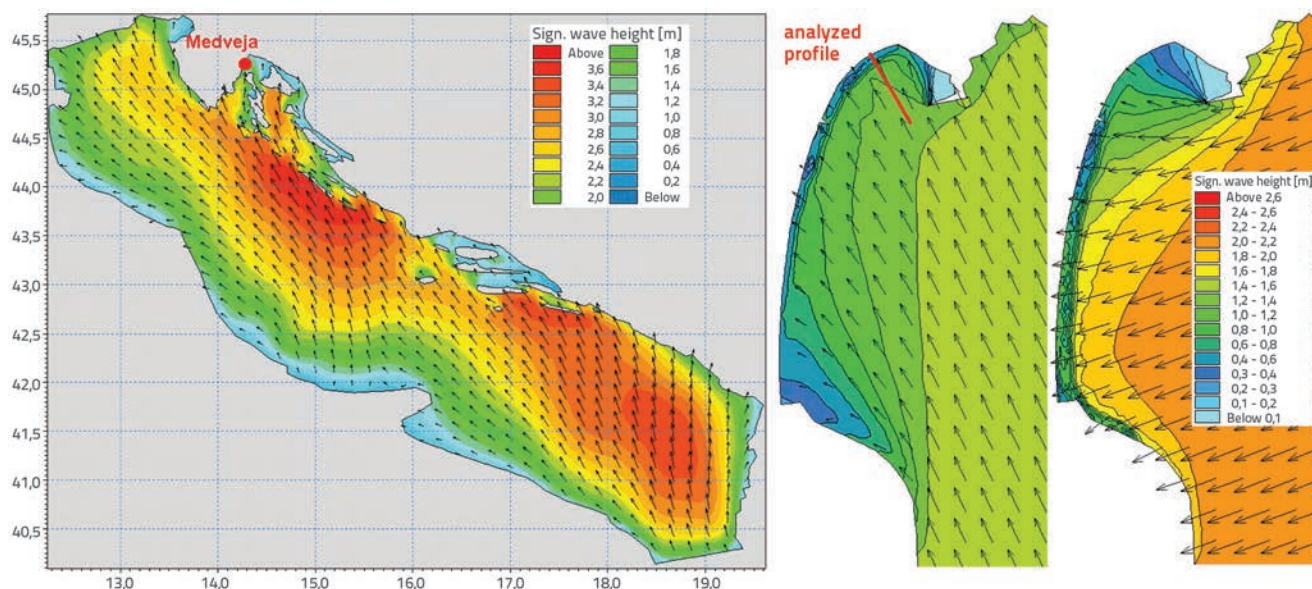 45,5
45,0
44,5
44,0
43,5
43,0
42,5
42,0
41,5
41,0
40,5
13,0
14,0
15,0
16,0
17,0
18,0
19,0
Medveja
Sign. wave height [m]
Above
3,6
3,4
3,2
3,0
2,8
2,6
2,4
2,2
2,0
1,8
1,6
1,4
1,2
1,0
0,8
0,6
0,4
0,2
Below
analyzed
profile
Sign. wave height [m]
Above 2,6
2,4 - 2,6
2,2 - 2,4
2,0 - 2,2
1,8 - 2,0
1,6 - 1,8
1,4 - 1,6
1,2 - 1,4
1,0 - 1,2
0,8 - 1,0
0,6 - 0,8
0,4 - 0,6
0,3 - 0,4
0,2 - 0,3
0,1 - 0,2
Below 0,1